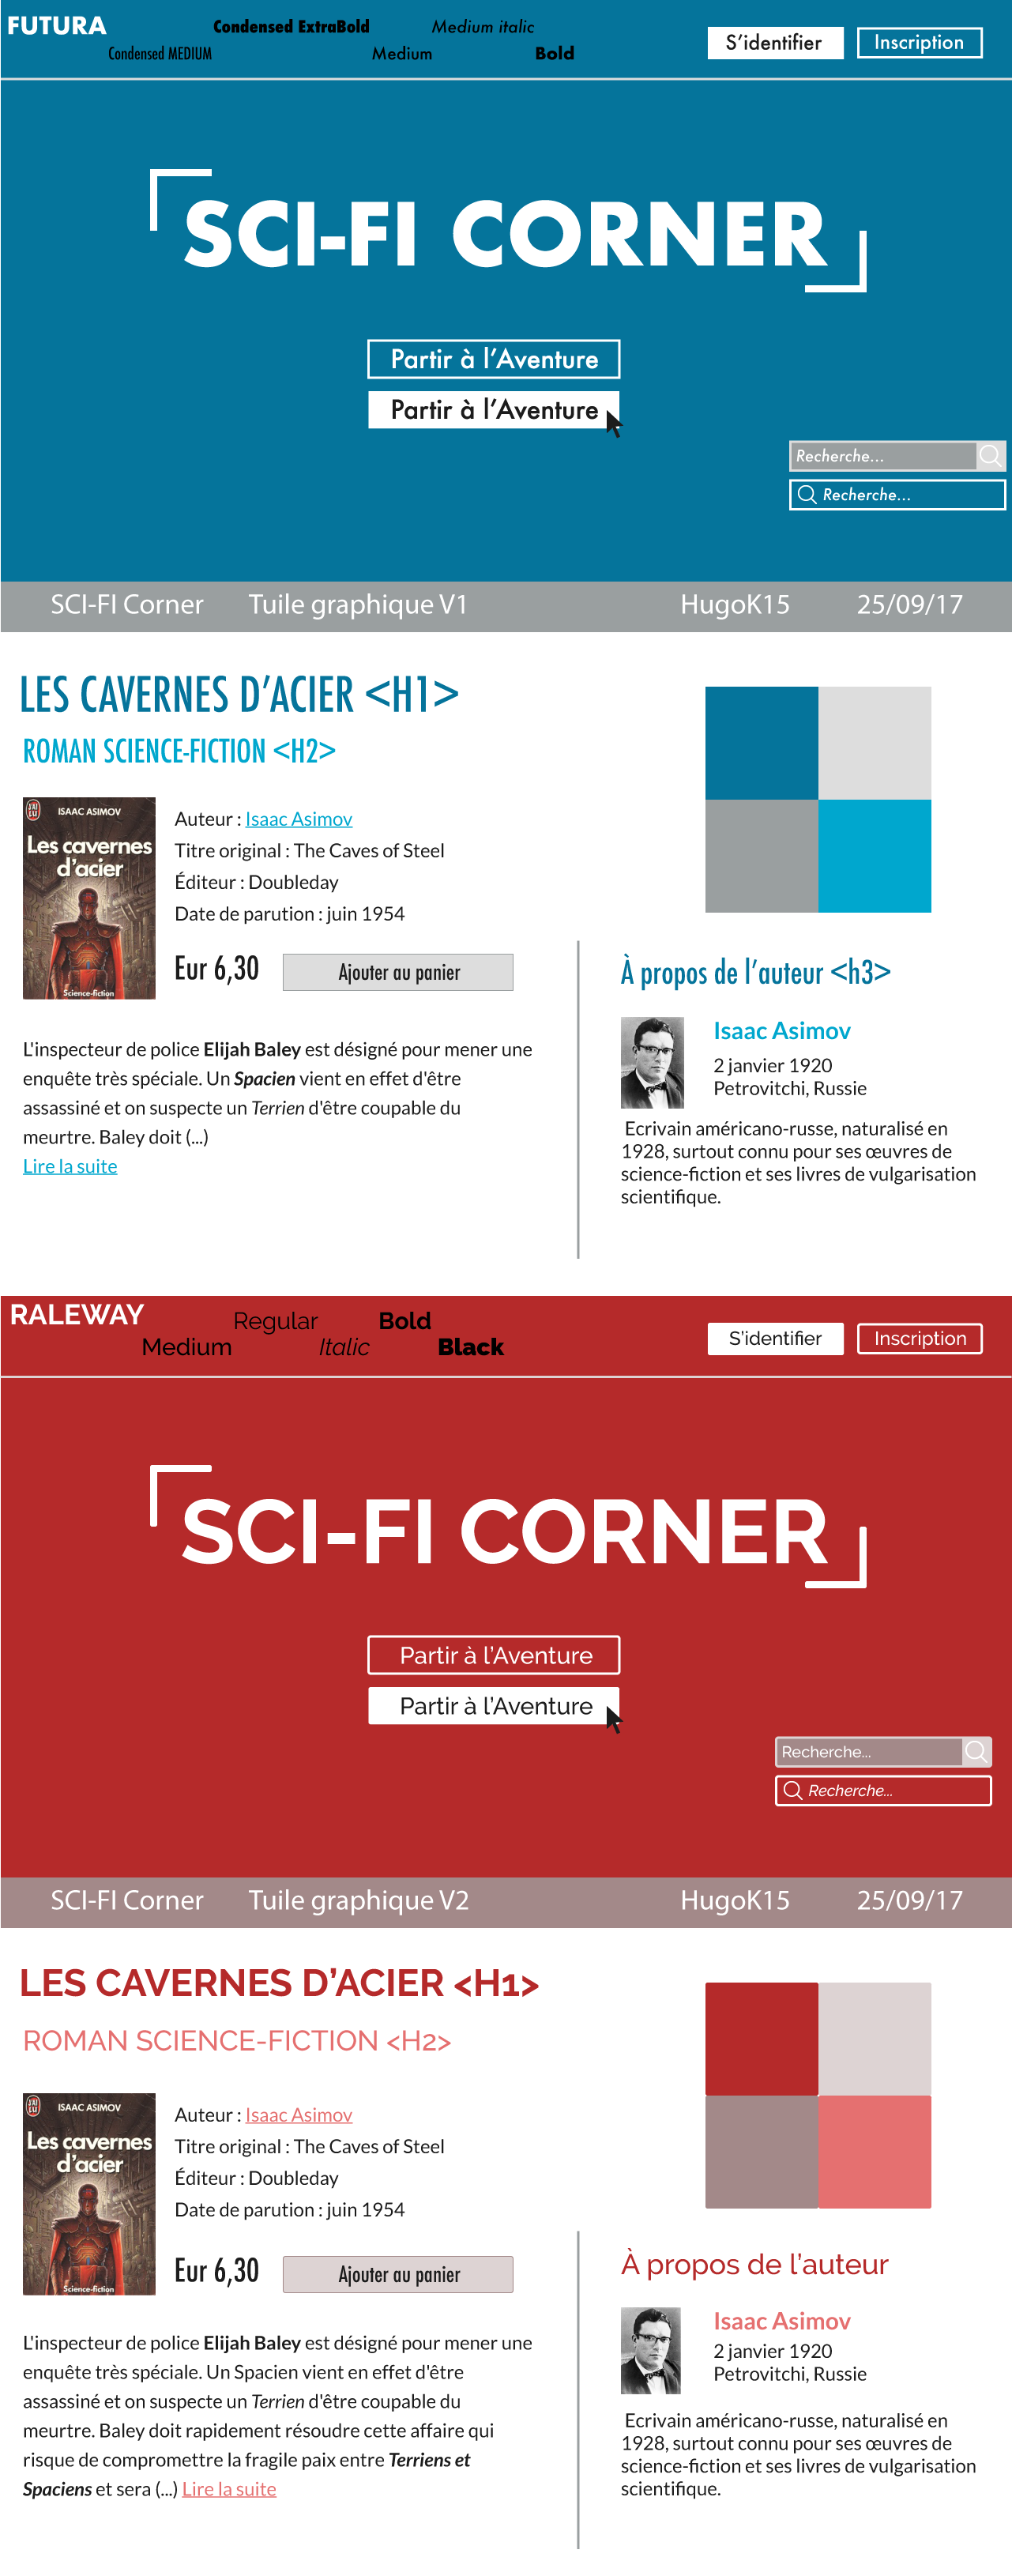 FUTURA
Condensed ExtraBold
Medium italic
Condensed MEDIUM
Medium
Bold
S'identifier
Inscription
SCI-FI CORNER
Partir à l'Aventure
Partir à l'Aventure
Recherche...
Recherche...
SCI-FI Corner Tuile graphique V1 HugoK15 25/09/17
LES CAVERNES D'ACIER <H1>
ROMAN SCIENCE-FICTION <H2>
J'AI LU
ISAAC ASIMOV
Les cavernes
d'acier
Science-fiction
Auteur : Isaac Asimov
Titre original : The Caves of Steel
Éditeur : Doubleday
Date de parution : juin 1954
Eur 6,30
Ajouter au panier
L'inspecteur de police Elijah Baley est désigné pour mener une
enquête très spéciale. Un Spacien vient en effet d'être
assassiné et on suspecte un Terrien d'être coupable du
meurtre. Baley doit (...)
Lire la suite
À propos de l'auteur <h3>
Isaac Asimov
2 janvier 1920
Petrovitchi, Russie
Ecrivain américano-russe, naturalisé en
1928, surtout connu pour ses œuvres de
science-fiction et ses livres de vulgarisation
scientifique.
RALEWAY
Regular
Bold
Medium
Italic
Black
S'identifier
Inscription
SCI-FI CORNER
Partir à l'Aventure
Partir à l'Aventure
Recherche...
Recherche...
SCI-FI Corner Tuile graphique V2 HugoK15 25/09/17
LES CAVERNES D'ACIER <H1>
ROMAN SCIENCE-FICTION <H2>
J'AI LU
ISAAC ASIMOV
Les cavernes
d'acier
Science-fiction
Auteur : Isaac Asimov
Titre original : The Caves of Steel
Éditeur : Doubleday
Date de parution : juin 1954
Eur 6,30
Ajouter au panier
L'inspecteur de police Elijah Baley est désigné pour mener une
enquête très spéciale. Un Spacien vient en effet d'être
assassiné et on suspecte un Terrien d'être coupable du
meurtre. Baley doit rapidement résoudre cette affaire qui
risque de compromettre la fragile paix entre Terriens et
Spaciens et sera (...) Lire la suite
À propos de l'auteur
Isaac Asimov
2 janvier 1920
Petrovitchi, Russie
Ecrivain américano-russe, naturalisé en
1928, surtout connu pour ses œuvres de
science-fiction et ses livres de vulgarisation
scientifique.